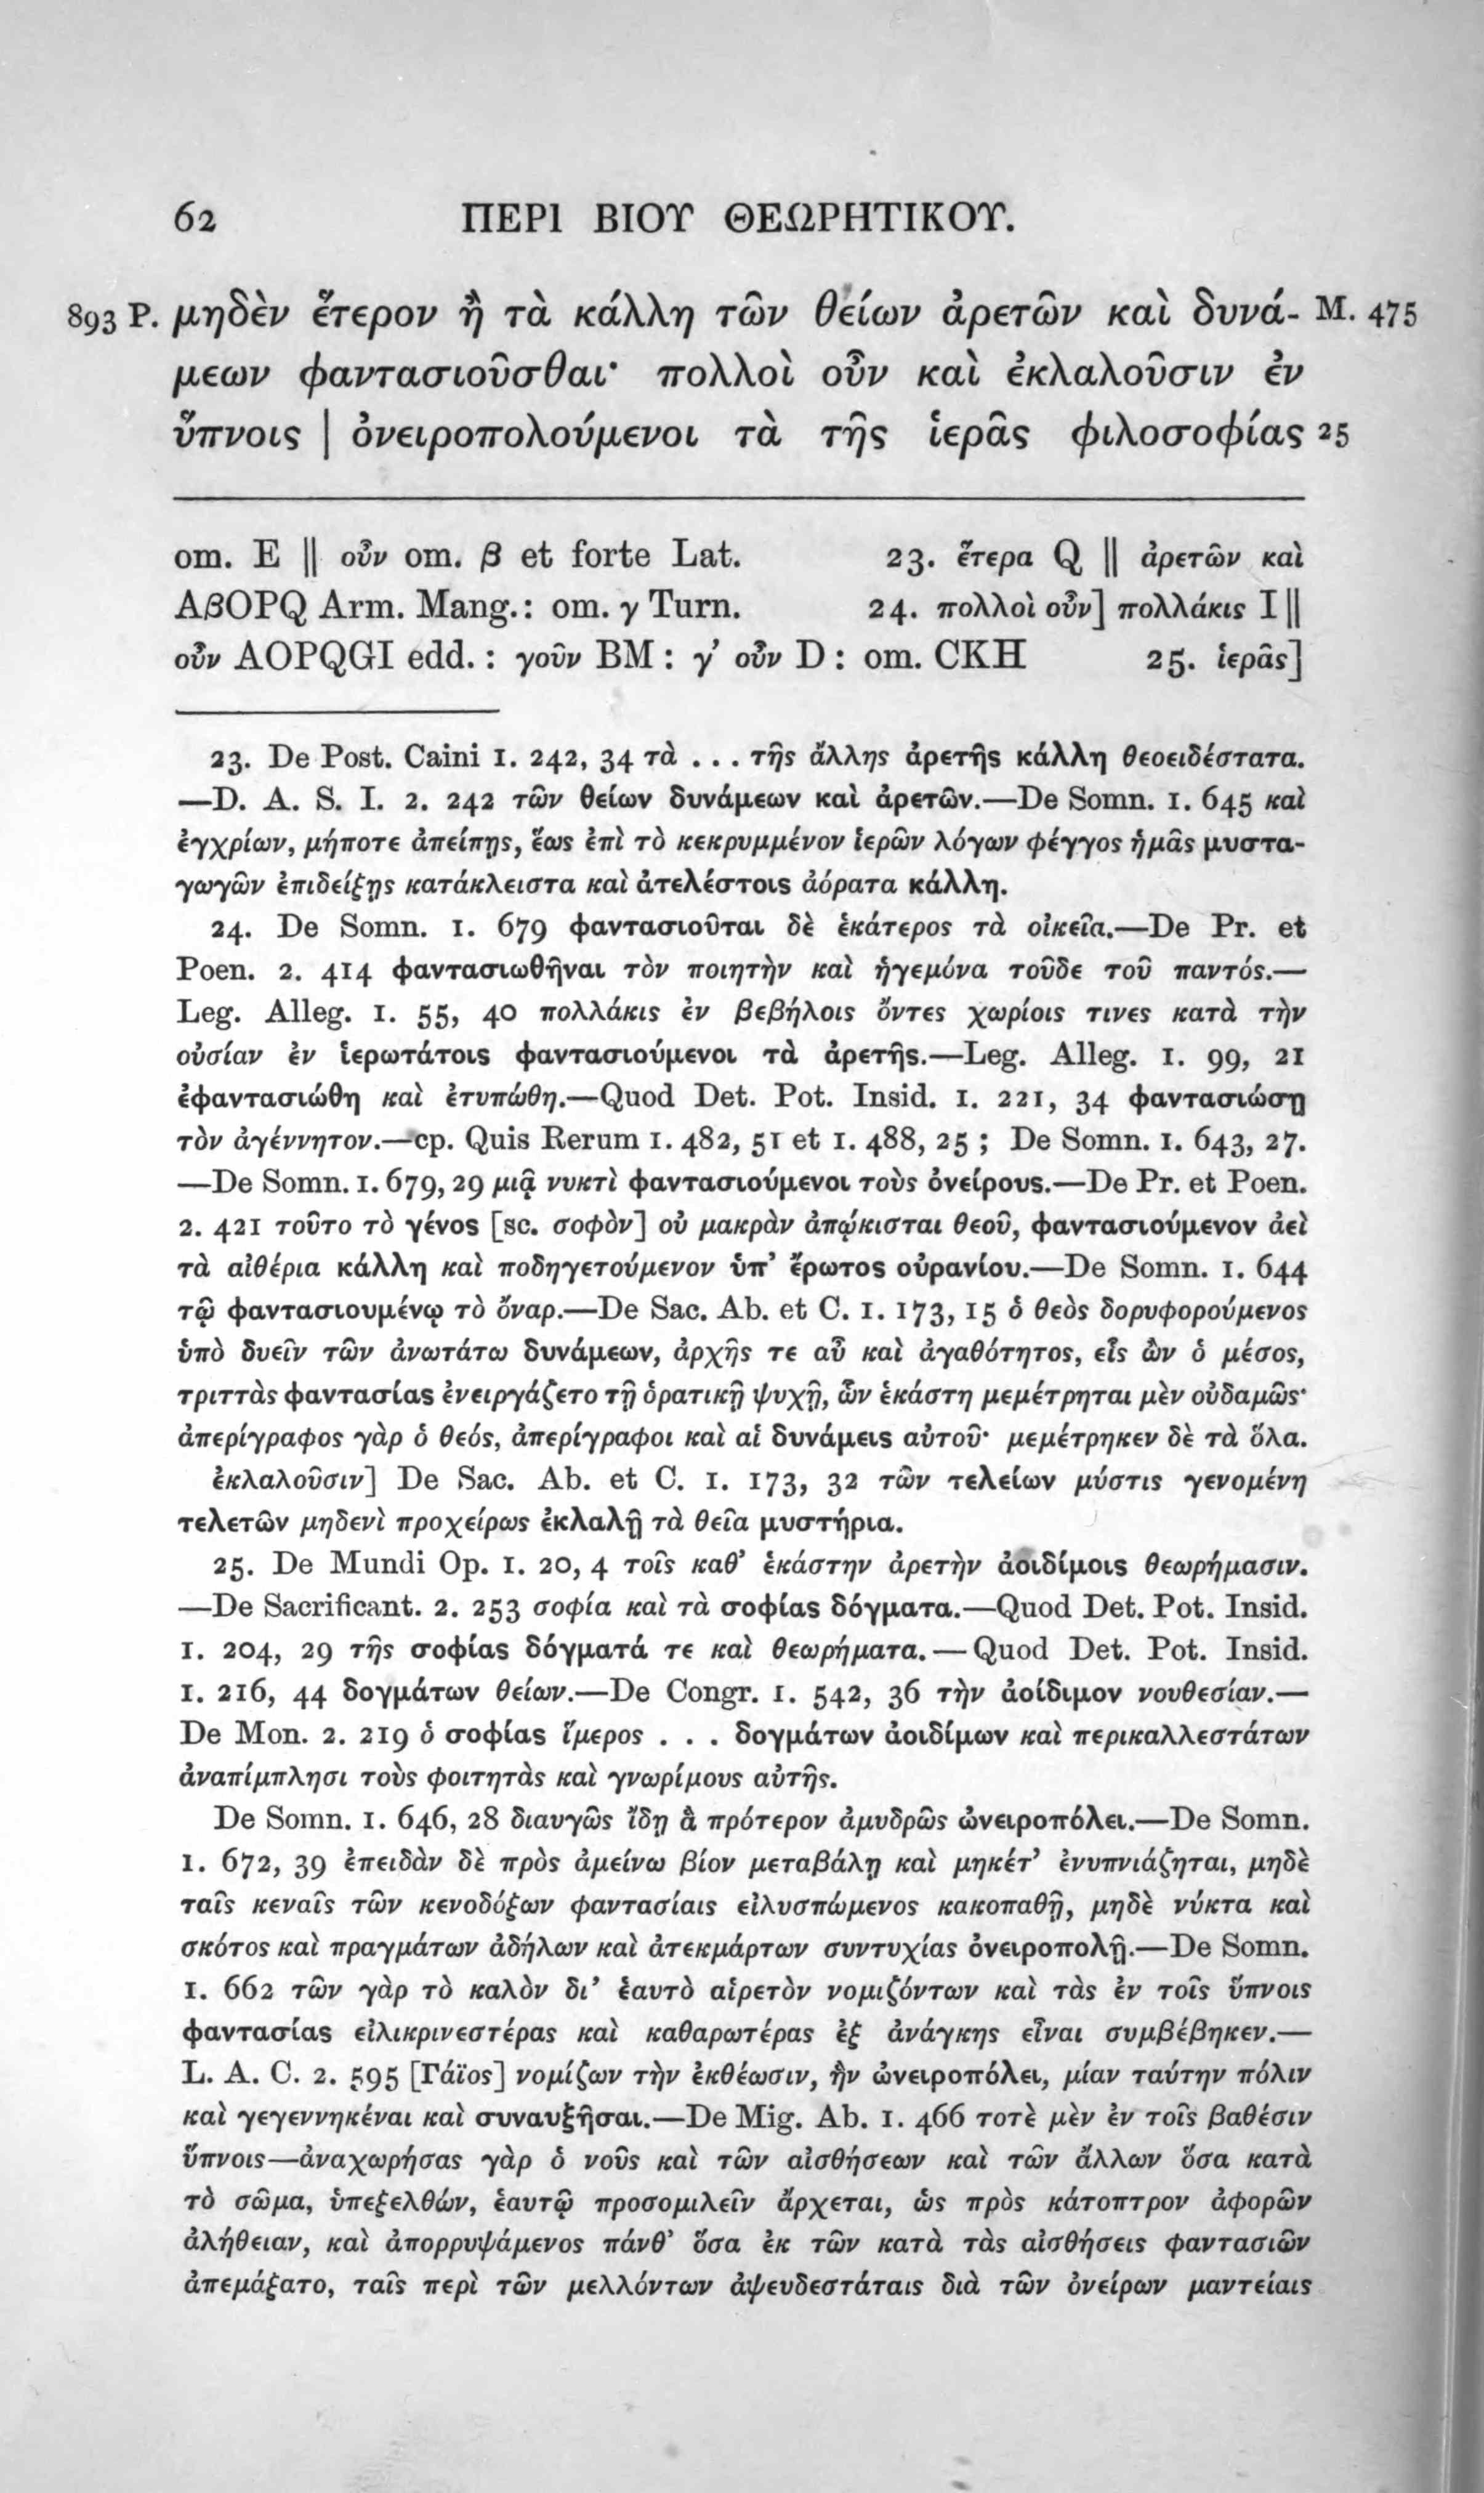 62 ΠΕΡΙ ΒΙΟΥ ΘΕΩΡΗΤΙΚΟΥ.
893 P. μηδὲν ἕτερον ἢ τὰ κάλλη τῶν θείων ἀρετῶν καὶ δυνά- M. 475
μεων φαντασιοῦσθαι· πολλοὶ οὖν καὶ ἐκλαλοῦσιν ἐν
ὕπνοις | ὀνειροπολούμενοι τὰ τῆς ἱερᾶς φιλοσοφίας 25
om. E || οὖν om. β et forte Lat. 23. ἕτερα Q || ἀρετῶν καὶ
AβOPQ Arm. Mang.: om. γ Turn. 24. πολλοὶ οὖν] πολλάκις I ||
οὖν AOPQGI edd.: γοῦν BM: γ’ οὖν D: om. CKH 25. ἱερᾶς]
23. De Post. Caini 1. 242, 34 τὰ . . . τῆς ἄλλης ἀρετῆς κάλλη θεοειδέστατα.
—D. A. S. I. 2. 242 τῶν θείων δυνάμεων καὶ ἀρετῶν.—De Somn. 1. 645 καὶ
ἐγχρίων, μήποτε ἀπείπῃς, ἕως ἐπὶ τὸ κεκρυμμένον ἱερῶν λόγων φέγγος ἡμᾶς μυστα-
γωγῶν ἐπιδείξῃς κατάκλειστα καὶ ἀτελέστοις ἀόρατα κάλλη.
24. De Somn. 1. 679 φαντασιοῦται δὲ ἑκάτερος τὰ οἰκεῖα.—De Pr. et
Poen. 2. 414 φαντασιωθῆναι τὸν ποιητὴν καὶ ἡγεμόνα τοῦδε τοῦ παντός.—
Leg. Alleg. 1. 55, 40 πολλάκις ἐν βεβήλοις ὄντες χωρίοις τινες κατὰ τὴν
οὐσίαν ἐν ἱερωτάτοις φαντασιούμενοι τὰ ἀρετῆς.—Leg. Alleg. 1. 99, 21
ἐφαντασιώθη καὶ ἐτυπώθη.—Quod Det. Pot. Insid. 1. 221, 34 φαντασιώσῃ
τὸν ἀγέννητον.—cp. Quis Rerum 1. 482, 51 et 1. 488, 25 ; De Somn. 1. 643, 27.
—De Somn. 1. 679, 29 μιᾷ νυκτὶ φαντασιούμενοι τοὺς ὀνείρους.—De Pr. et Poen.
2. 421 τοῦτο τὸ γένος [sc. σοφὸν] οὐ μακρὰν ἀπῴκισται θεοῦ, φαντασιούμενον ἀεὶ
τὰ αἰθέρια κάλλη καὶ ποδηγετούμενον ὑπ’ ἔρωτος οὐρανίου.—De Somn. 1. 644
τῷ φαντασιουμένῳ τὸ ὄναρ.—De Sac. Ab. et C. 1. 173, 15 ὁ θεὸς δορυφορούμενος
ὑπὸ δυεῖν τῶν ἀνωτάτω δυνάμεων, ἀρχῆς τε αὖ καὶ ἀγαθότητος, εἷς ὢν ὁ μέσος,
τριττὰς φαντασίας ἐνειργάζετο τῇ ὁρατικῇ ψυχῇ, ὧν ἑκάστη μεμέτρηται μὲν οὐδαμῶς·
ἀπερίγραφος γὰρ ὁ θεός, ἀπερίγραφοι καὶ αἱ δυνάμεις αὐτοῦ· μεμέτρηκεν δὲ τὰ ὅλα.
ἐκλαλοῦσιν] De Sac. Ab. et C. 1. 173, 32 τῶν τελείων μύστις γενομένη
τελετῶν μηδενὶ προχείρως ἐκλαλῇ τὰ θεῖα μυστήρια.
25. De Mundi Op. 1. 20, 4 τοῖς καθ’ ἑκάστην ἀρετὴν ἀοιδίμοις θεωρήμασιν.
—De Sacrificant. 2. 253 σοφία καὶ τὰ σοφίας δόγματα.—Quod Det. Pot. Insid.
1. 204, 29 τῆς σοφίας δόγματά τε καὶ θεωρήματα.—Quod Det. Pot. Insid.
1. 216, 44 δογμάτων θείων.—De Congr. 1. 542, 36 τὴν ἀοίδιμον νουθεσίαν.—
De Mon. 2. 219 ὁ σοφίας ἵμερος . . . δογμάτων ἀοιδίμων καὶ περικαλλεστάτων
ἀναπίμπλησι τοὺς φοιτητὰς καὶ γνωρίμους αὐτῆς.
De Somn. 1. 646, 28 διαυγῶς ἴδῃ ἃ πρότερον ἀμυδρῶς ὠνειροπόλει.—De Somn.
1. 672, 39 ἐπειδὰν δὲ πρὸς ἀμείνω βίον μεταβάλῃ καὶ μηκέτ’ ἐνυπνιάζηται, μηδὲ
ταῖς κεναῖς τῶν κενοδόξων φαντασίαις εἰλυσπώμενος κακοπαθῇ, μηδὲ νύκτα καὶ
σκότος καὶ πραγμάτων ἀδήλων καὶ ἀτεκμάρτων συντυχίας ὀνειροπολῇ.—De Somn.
1. 662 τῶν γὰρ τὸ καλὸν δι’ ἑαυτὸ αἱρετὸν νομιζόντων καὶ τὰς ἐν τοῖς ὕπνοις
φαντασίας εἰλικρινεστέρας καὶ καθαρωτέρας ἐξ ἀνάγκης εἶναι συμβέβηκεν.—
L. A. C. 2. 595 [Γάϊος] νομίζων τὴν ἐκθέωσιν, ἣν ὠνειροπόλει, μίαν ταύτην πόλιν
καὶ γεγεννηκέναι καὶ συναυξῆσαι.—De Mig. Ab. 1. 466 τοτὲ μὲν ἐν τοῖς βαθέσιν
ὕπνοις—ἀναχωρήσας γὰρ ὁ νοῦς καὶ τῶν αἰσθήσεων καὶ τῶν ἄλλων ὅσα κατὰ
τὸ σῶμα, ὑπεξελθών, ἑαυτῷ προσομιλεῖν ἄρχεται, ὡς πρὸς κάτοπτρον ἀφορῶν
ἀλήθειαν, καὶ ἀπορρυψάμενος πάνθ’ ὅσα ἐκ τῶν κατὰ τὰς αἰσθήσεις φαντασιῶν
ἀπεμάξατο, ταῖς περὶ τῶν μελλόντων ἀψευδεστάταις διὰ τῶν ὀνείρων μαντείαις